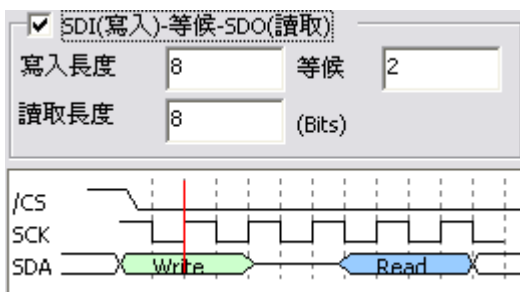 SDI(寫入)-等候-SDO(讀取)
寫入長度 8 等候 2
讀取長度 8 (Bits)
/CS
SCK
SDA Write Read